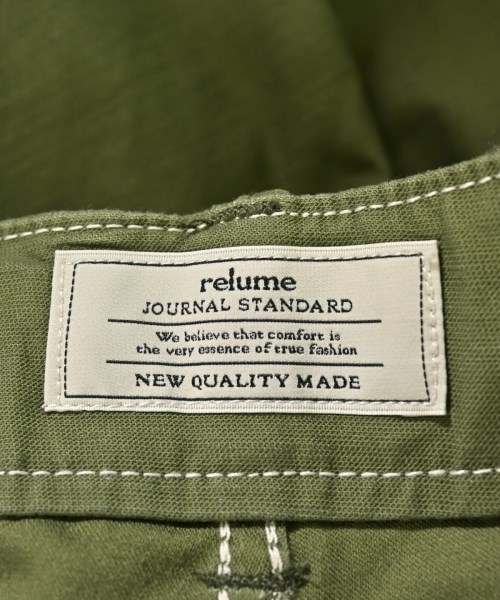 relume
JOURNAL STANDARD
We believe that comfort is
the very essence of true fashion
NEW QUALITY MADE